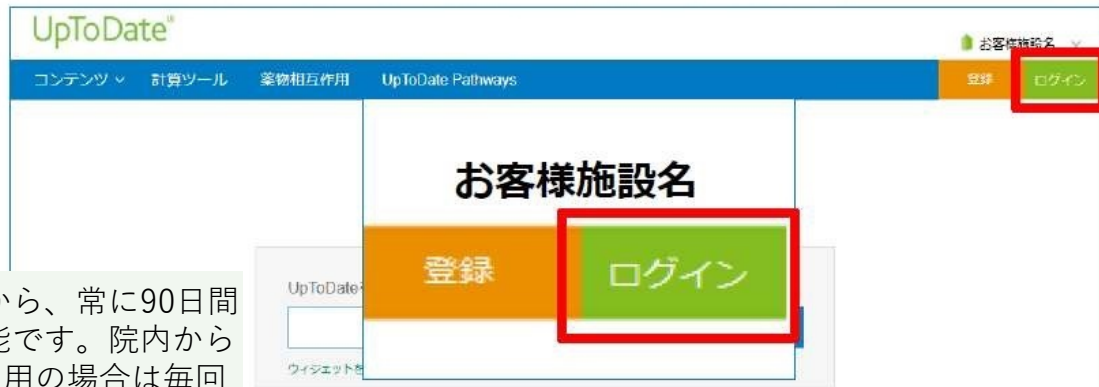 UpToDate®
お客様施設名
コンテンツ 計算ツール 薬物相互作用 UpToDate Pathways
登録 ログイン
お客様施設名
登録 ログイン
から、常に90日間
能です。院内から
用の場合は毎回
UpToDate
ウィジェットを